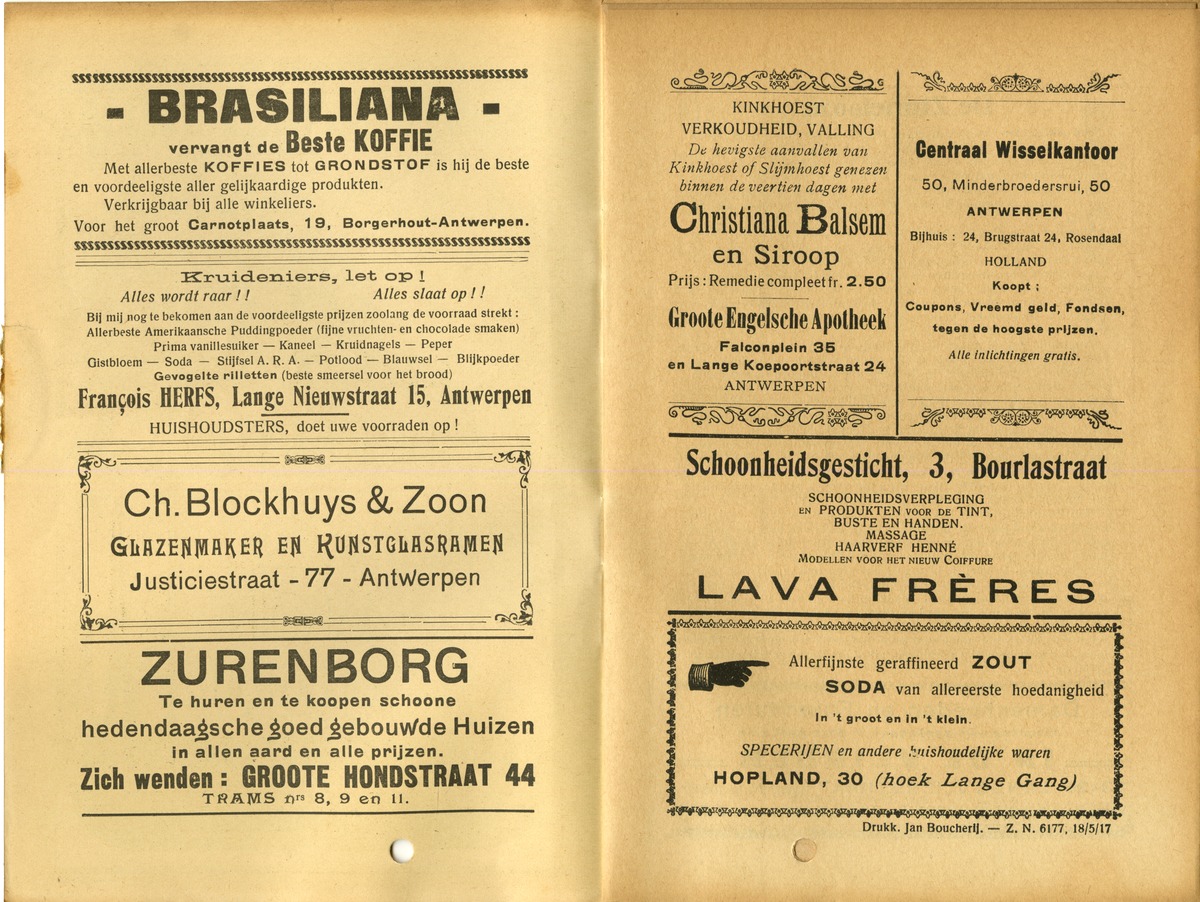 - BRASILIANA -
vervangt de Beste KOFFIE
Met allerbeste KOFFIES tot GRONDSTOF is hij de beste
en voordeeligste aller gelijkaardige produkten.
Verkrijgbaar bij alle winkeliers.
Voor het groot Carnotplaats, 19, Borgerhout-Antwerpen.
Kruideniers, let op !
Alles wordt raar ! ! Alles slaat op ! !
Bij mij nog te bekomen aan de voordeeligste prijzen zoolang de voorraad strekt :
Allerbeste Amerikaansche Puddingpoeder (fijne vruchten- en chocolade smaken)
Prima vanillesuiker — Kaneel — Kruidnagels — Peper
Gistbloem — Soda — Stijfsel A. R. A. — Potlood — Blauwsel — Blijkpoeder
Gevogelte rilletten (beste smeersel voor het brood)
François HERFS, Lange Nieuwstraat 15, Antwerpen
HUISHOUDSTERS, doet uwe voorraden op !
Ch. Blockhuys & Zoon
GLAZENMAKER EN KUNSTGLASRAMEN
Justiciestraat - 77 - Antwerpen
ZURENBORG
Te huren en te koopen schoone
hedendaagsche goed gebouwde Huizen
in allen aard en alle prijzen.
Zich wenden : GROOTE HONDSTRAAT 44
TRAMS nrs 8, 9 en 11.
KINKHOEST
VERKOUDHEID, VALLING
De hevigste aanvallen van
Kinkhoest of Slijmhoest genezen
binnen de veertien dagen met
Christiana Balsem
en Siroop
Prijs : Remedie compleet fr. 2.50
Groote Engelsche Apotheek
Falconplein 35
en Lange Koepoortstraat 24
ANTWERPEN
Centraal Wisselkantoor
50, Minderbroedersrui, 50
ANTWERPEN
Bijhuis : 24, Brugstraat 24, Rosendaal
HOLLAND
Koopt ;
Coupons, Vreemd geld, Fondsen,
tegen de hoogste prijzen.
Alle inlichtingen gratis.
Schoonheidsgesticht, 3, Bourlastraat
SCHOONHEIDSVERPLEGING
EN PRODUKTEN VOOR DE TINT,
BUSTE EN HANDEN.
MASSAGE
HAARVERF HENNÉ
MODELLEN VOOR HET NIEUW COIFFURE
LAVA FRÈRES
Allerfijnste geraffineerd ZOUT
SODA van allereerste hoedanigheid
In 't groot en in 't klein.
SPECERIJEN en andere huishoudelijke waren
HOPLAND, 30 (hoek Lange Gang)
Drukk. Jan Boucherij. — Z. N. 6177, 18/5/17